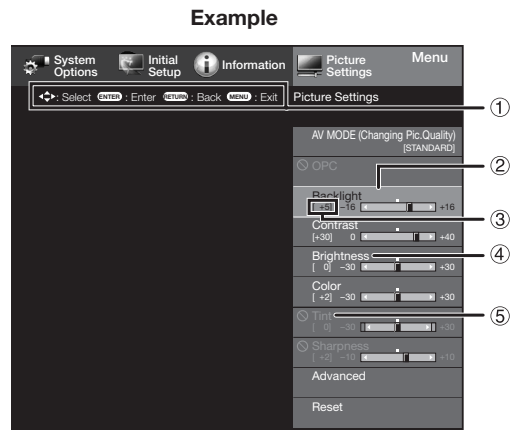 Example
System Options
Initial Setup
Information
Picture Settings
Menu
: Select ENTER : Enter RETURN : Back MENU : Exit
Picture Settings
①
AV MODE (Changing Pic.Quality)
[STANDARD]
OPC
②
Backlight
[ +5] –16 +16
③
Contrast
[+30] 0 +40
Brightness
④
[ 0] –30 +30
Color
[ +2] –30 +30
Tint
⑤
[ 0] –30 +30
Sharpness
[ +2] –10 +10
Advanced
Reset